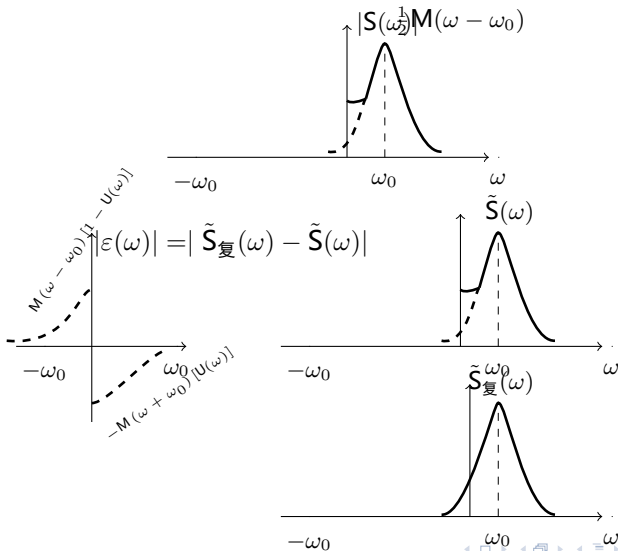 |S(ω)|
½M(ω − ω₀)
−ω₀ ω₀ ω
M(ω − ω₀) [1 − U(ω)]
|ε(ω)| =| S̃复(ω) − S̃(ω)|
S̃(ω)
−ω₀ ω₀
−M(ω + ω₀) [U(ω)]
−ω₀ ω₀ ω
S̃复(ω)
−ω₀ ω₀ ω